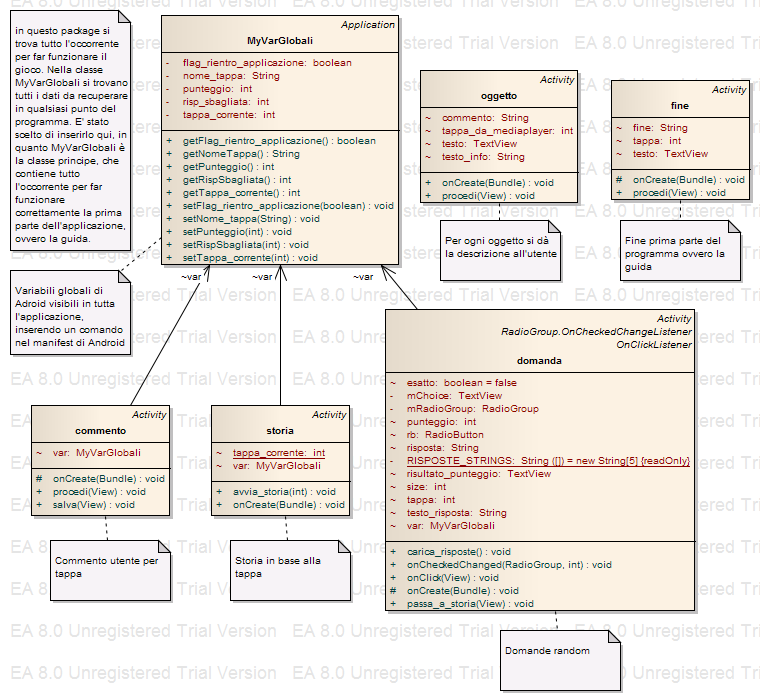 in questo package si
trova tutto l'occorrente
per far funzionare il
gioco. Nella classe
MyVarGlobali si trovano
tutti i dati da recuperare
in qualsiasi punto del
programma. E' stato
scelto di inserirlo qui, in
quanto MyVarGlobali è
la classe principe, che
contiene tutto
l'occorrente per far
funzionare
correttamente la prima
parte dell'applicazione,
ovvero la guida.
Variabili globali di
Adroid visibili in tutta
l'applicazione,
inserendo un comando
nel manifest di Android
Application
MyVarGlobali
- flag_rientro_applicazione: boolean
- nome_tappa: String
- punteggio: int
- risp_sbagliata: int
- tappa_corrente: int
+ getFlag_rientro_applicazione() : boolean
+ getNomeTappa() : String
+ getPunteggio() : int
+ getRispSbagliata() : int
+ getTappa_corrente() : int
+ setFlag_rientro_applicazione(boolean) : void
+ setNome_tappa(String) : void
+ setPunteggio(int) : void
+ setRispSbagliata(int) : void
+ setTappa_corrente(int) : void
Activity
oggetto
~ commento: String
~ tappa_da_mediaplayer: int
~ testo: TextView
~ testo_info: String
+ onCreate(Bundle) : void
+ procedi(View) : void
Per ogni oggetto si dà
la descrizione all'utente
Activity
fine
~ fine: String
~ tappa: int
~ testo: TextView
# onCreate(Bundle) : void
+ procedi(View) : void
Fine prima parte del
programma ovvero la
guida
~var
~var
~var
Activity
commento
~ var: MyVarGlobali
# onCreate(Bundle) : void
+ procedi(View) : void
+ salva(View) : void
Commento utente per
tappa
Activity
storia
~ tappa_corrente: int
~ var: MyVarGlobali
+ avvia_storia(int) : void
+ onCreate(Bundle) : void
Storia in base alla
tappa
Activity
RadioGroup.OnCheckedChangeListener
OnClickListener
domanda
~ esatto: boolean = false
- mChoice: TextView
- mRadioGroup: RadioGroup
~ punteggio: int
~ rb: RadioButton
~ risposta: String
- RISPOSTE_STRINGS: String ([]) = new String[5] {readOnly}
~ risultato_punteggio: TextView
~ size: int
~ tappa: int
~ testo_risposta: String
~ var: MyVarGlobali
+ carica_risposte() : void
+ onCheckedChanged(RadioGroup, int) : void
+ onClick(View) : void
# onCreate(Bundle) : void
+ passa_a_storia(View) : void
Domande random
EA 8.0 Unregistered Trial Version